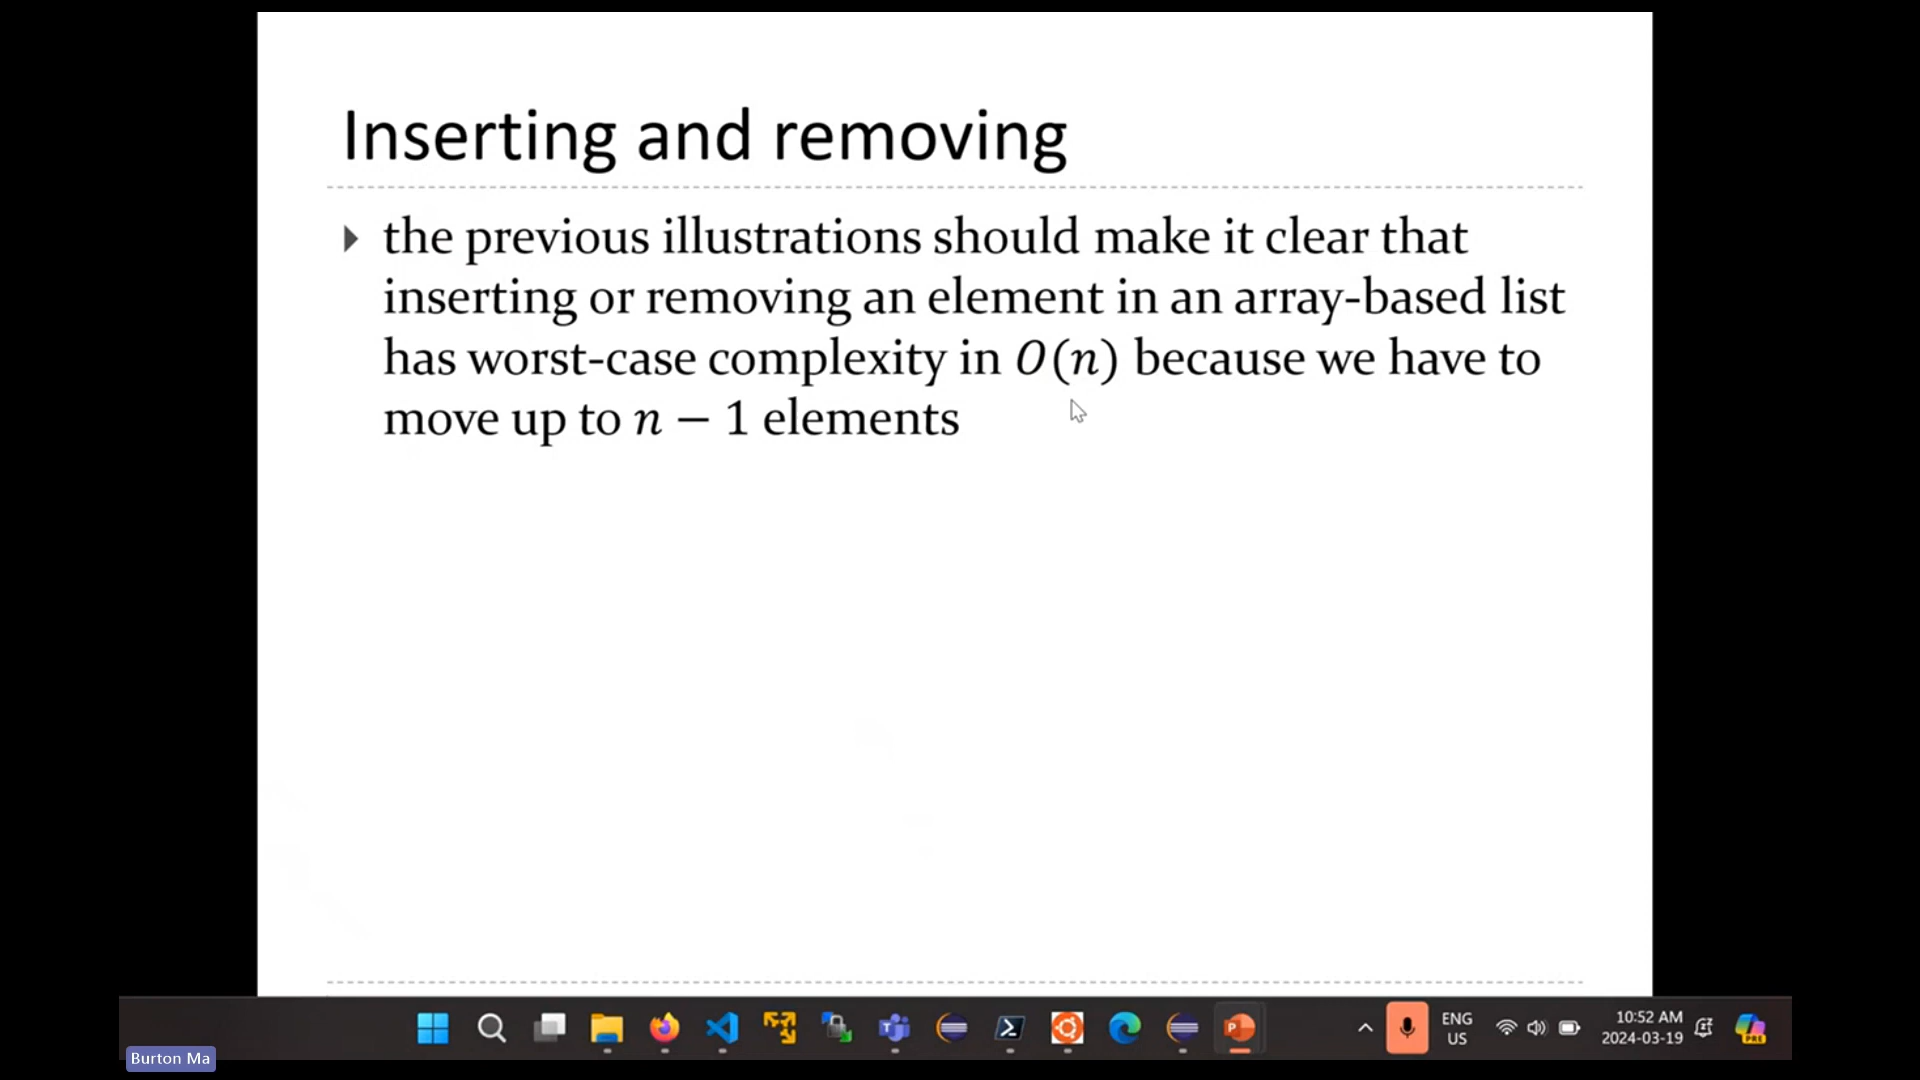 Inserting and removing
the previous illustrations should make it clear that
inserting or removing an element in an array-based list
has worst-case complexity in O(n) because we have to
move up to n − 1 elements
ENG
US
10:52 AM
2024-03-19
PRE
Burton Ma